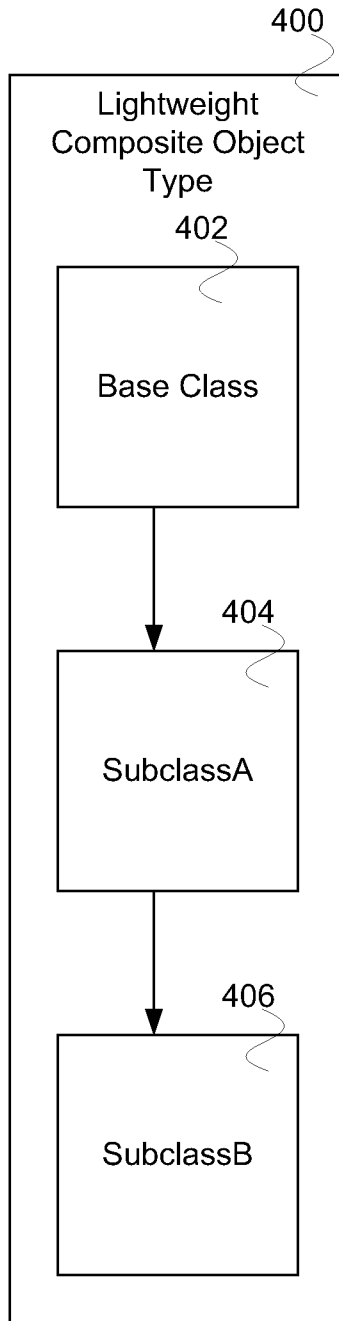 400
Lightweight
Composite Object
Type
402
Base Class
404
SubclassA
406
SubclassB